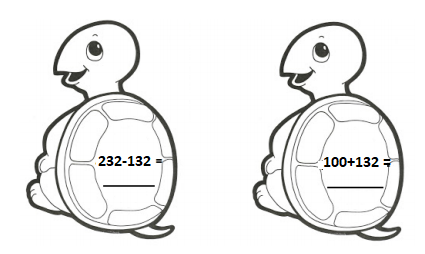 232-132 =
100+132 =